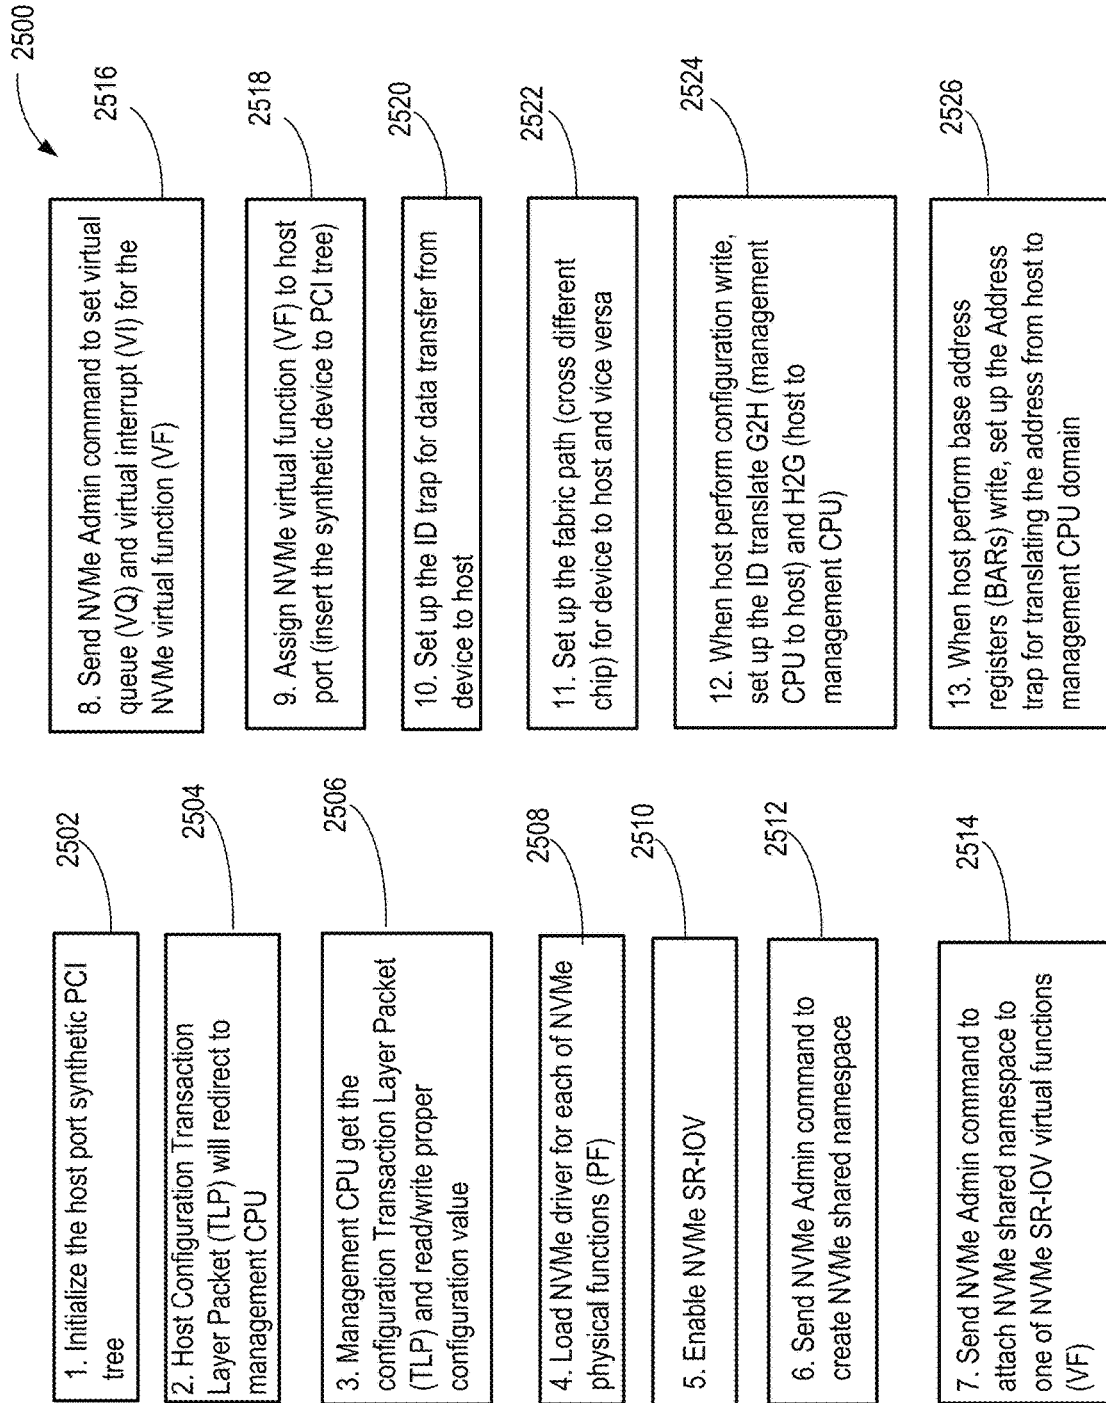 2500
1. Initialize the host port synthetic PCI
tree
2502
2. Host Configuration Transaction
Layer Packet (TLP) will redirect to
management CPU
2504
3. Management CPU get the
configuration Transaction Layer Packet
(TLP) and read/write proper
configuration value
2506
4. Load NVMe driver for each of NVMe
physical functions (PF)
2508
5. Enable NVMe SR-IOV
2510
6. Send NVMe Admin command to
create NVMe shared namespace
2512
7. Send NVMe Admin command to
attach NVMe shared namespace to
one of NVMe SR-IOV virtual functions
(VF)
2514
8. Send NVMe Admin command to set virtual
queue (VQ) and virtual interrupt (VI) for the
NVMe virtual function (VF)
2516
9. Assign NVMe virtual function (VF) to host
port (insert the synthetic device to PCI tree)
2518
10. Set up the ID trap for data transfer from
device to host
2520
11. Set up the fabric path (cross different
chip) for device to host and vice versa
2522
12. When host perform configuration write,
set up the ID translate G2H (management
CPU to host) and H2G (host to
management CPU)
2524
13. When host perform base address
registers (BARs) write, set up the Address
trap for translating the address from host to
management CPU domain
2526